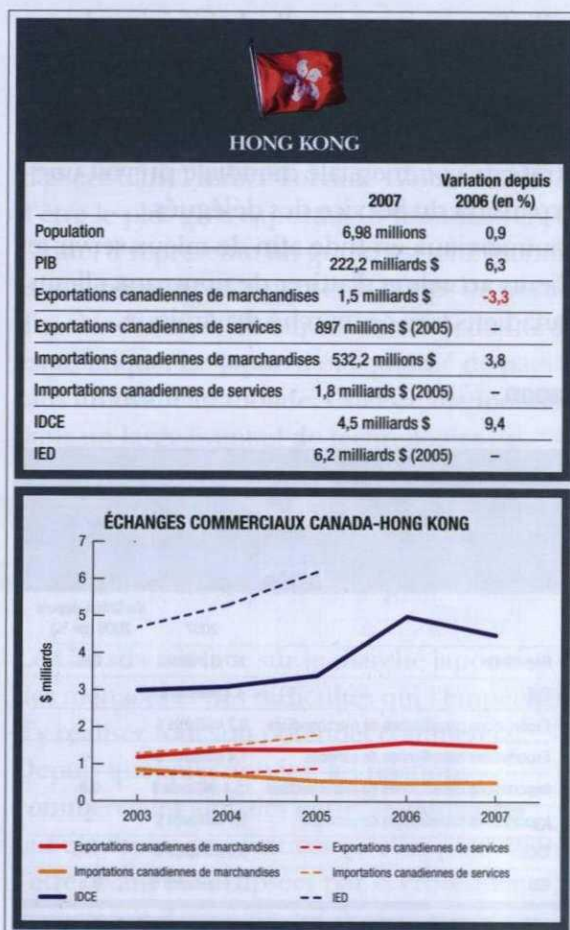 HONG KONG
Variation depuis
2007 2006 (en %)
Population 6,98 millions 0,9
PIB 222,2 milliards $ 6,3
Exportations canadiennes de marchandises 1,5 milliards $ -3,3
Exportations canadiennes de services 897 millions $ (2005) –
Importations canadiennes de marchandises 532,2 millions $ 3,8
Importations canadiennes de services 1,8 milliards $ (2005) –
IDCE 4,5 milliards $ 9,4
IED 6,2 milliards $ (2005) –
ÉCHANGES COMMERCIAUX CANADA-HONG KONG
$ milliards
7
6
5
4
3
2
1
0
2003 2004 2005 2006 2007
Exportations canadiennes de marchandises Exportations canadiennes de services
Importations canadiennes de marchandises Importations canadiennes de services
IDCE IED